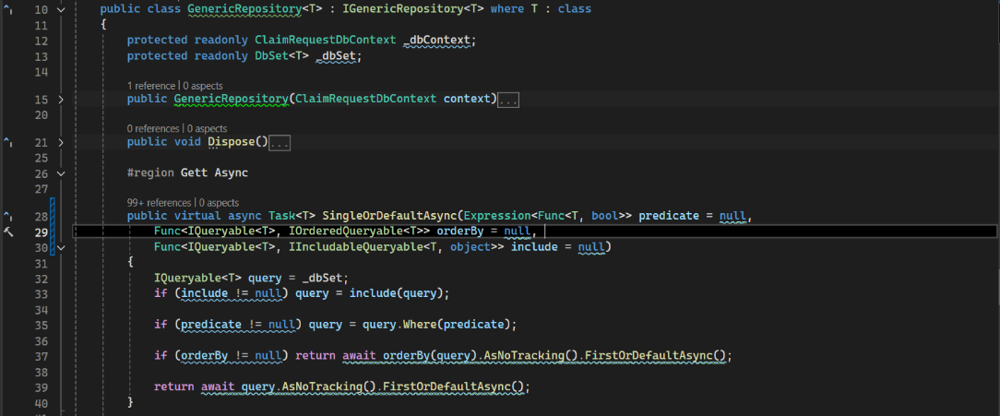 10 public class GenericRepository<T> : IGenericRepository<T> where T : class
11 {
12 protected readonly ClaimRequestDbContext _dbContext;
13 protected readonly DbSet<T> _dbSet;
14
1 reference | 0 aspects
15 public GenericRepository(ClaimRequestDbContext context)...
20
0 references | 0 aspects
21 public void Dispose()...
25
26 #region Gett Async
27
99+ references | 0 aspects
28 public virtual async Task<T> SingleOrDefaultAsync(Expression<Func<T, bool>> predicate = null,
29 Func<IQueryable<T>, IOrderedQueryable<T>> orderBy = null,
30 Func<IQueryable<T>, IIncludableQueryable<T, object>> include = null)
31 {
32 IQueryable<T> query = _dbSet;
33 if (include != null) query = include(query);
34
35 if (predicate != null) query = query.Where(predicate);
36
37 if (orderBy != null) return await orderBy(query).AsNoTracking().FirstOrDefaultAsync();
38
39 return await query.AsNoTracking().FirstOrDefaultAsync();
40 }